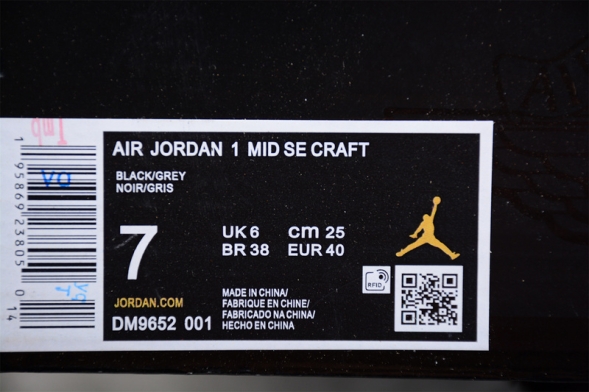 AIR JORDAN 1 MID SE CRAFT
BLACK/GREY
NOIR/GRIS
7
UK 6 cm 25
BR 38 EUR 40
JORDAN.COM
DM9652 001
MADE IN CHINA/
FABRIQUE EN CHINE/
FABRICADO NA CHINA/
HECHO EN CHINA
RFID
1 95869 23805 0 14